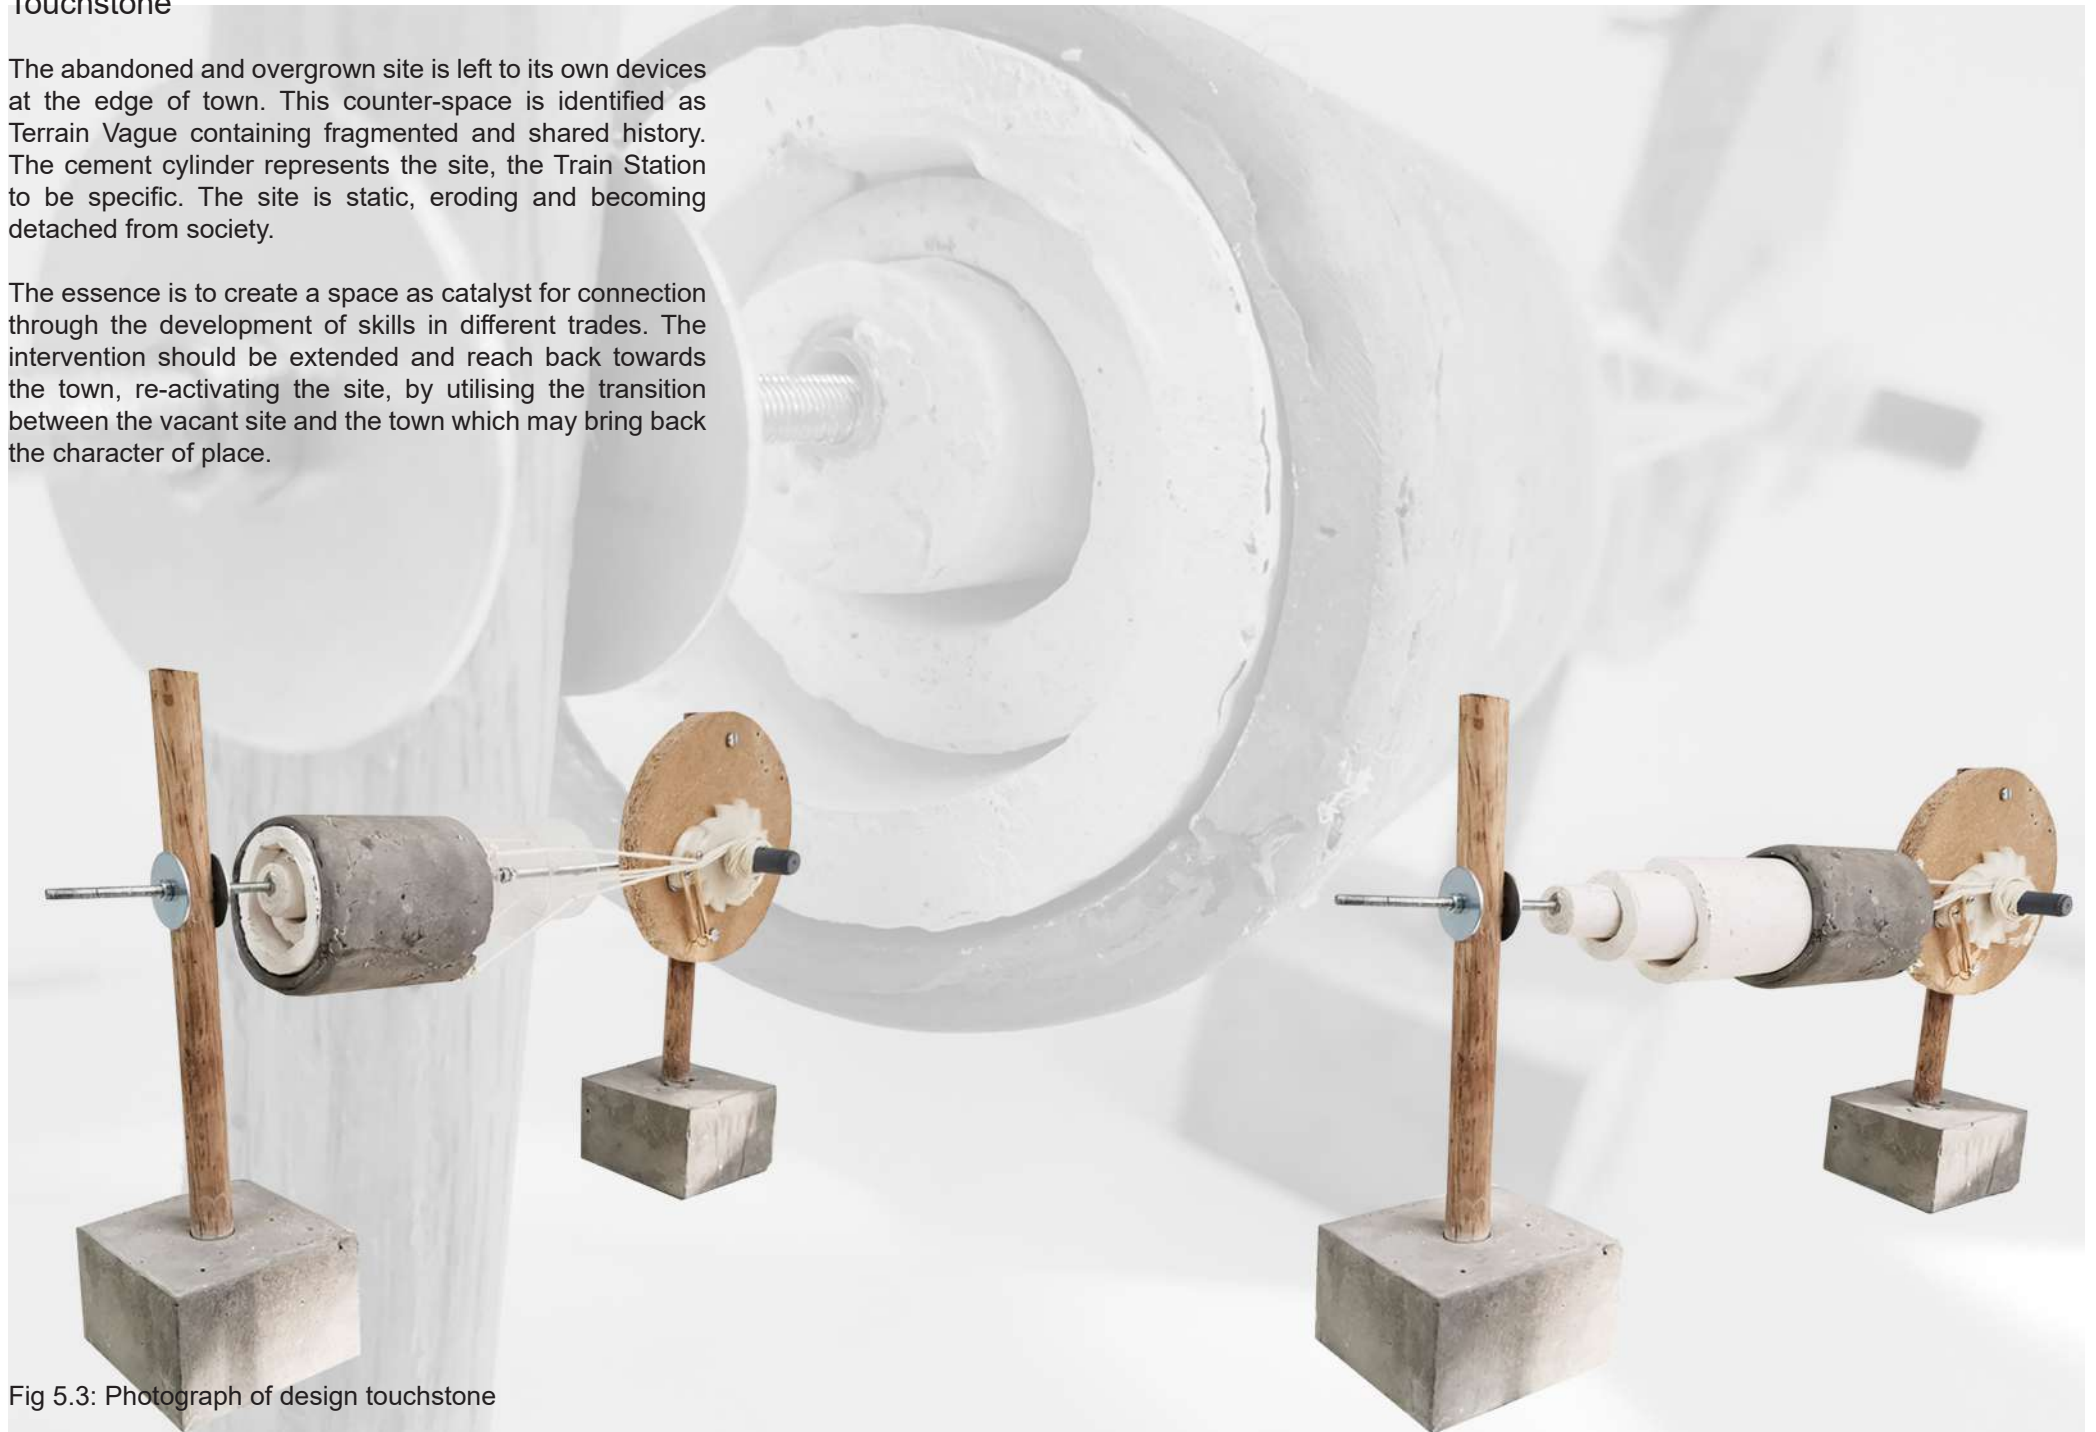 Touchstone
The abandoned and overgrown site is left to its own devices
at the edge of town. This counter-space is identified as
Terrain Vague containing fragmented and shared history.
The cement cylinder represents the site, the Train Station
to be specific. The site is static, eroding and becoming
detached from society.
The essence is to create a space as catalyst for connection
through the development of skills in different trades. The
intervention should be extended and reach back towards
the town, re-activating the site, by utilising the transition
between the vacant site and the town which may bring back
the character of place.
Fig 5.3: Photograph of design touchstone